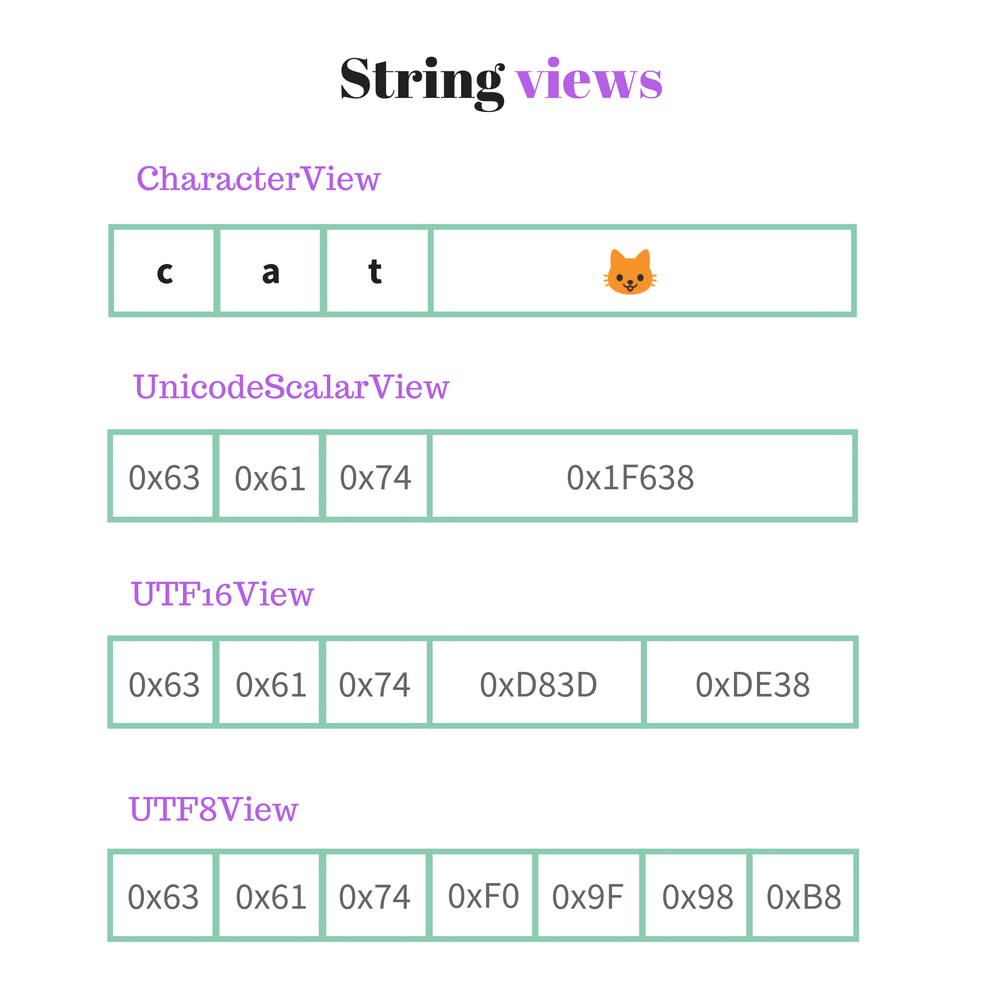 String views
CharacterView
c a t
UnicodeScalarView
0x63 0x61 0x74 0x1F638
UTF16View
0x63 0x61 0x74 0xD83D 0xDE38
UTF8View
0x63 0x61 0x74 0xF0 0x9F 0x98 0xB8